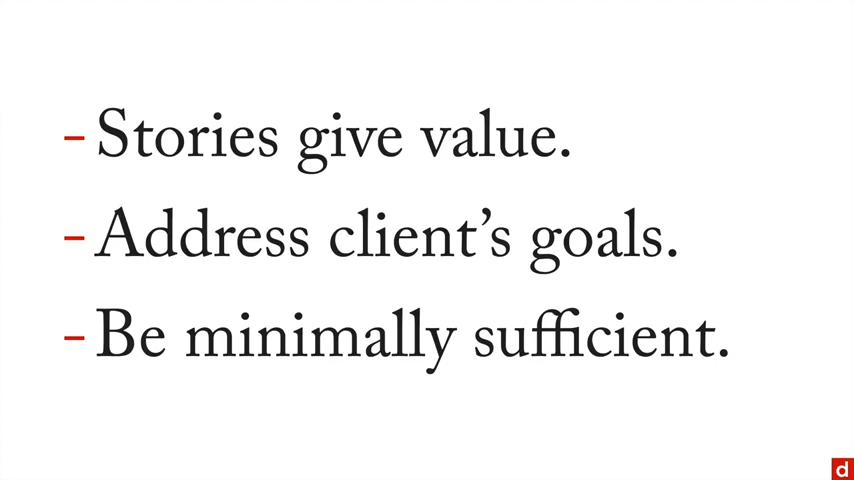 - Stories give value.
- Address client’s goals.
- Be minimally sufficient.
d